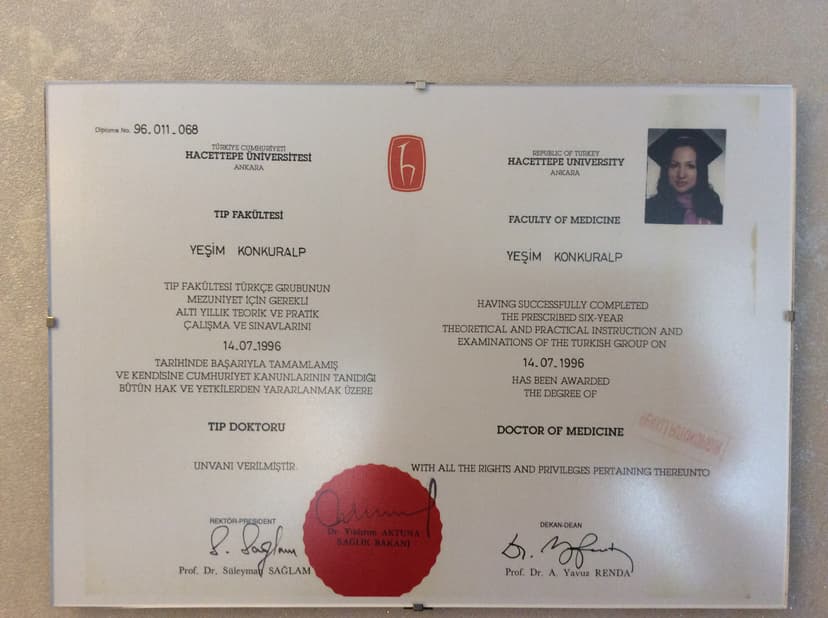 Diploma No. 96.011.068
TÜRKİYE CUMHURİYETİ
HACETTEPE ÜNİVERSİTESİ
ANKARA
TIP FAKÜLTESİ
YEŞİM KONKURALP
TIP FAKÜLTESİ TÜRKÇE GRUBUNUN
MEZUNİYET İÇİN GEREKLİ
ALTI YILLIK TEORİK VE PRATİK
ÇALIŞMA VE SINAVLARINI
14.07.1996
TARİHİNDE BAŞARIYLA TAMAMLAMIŞ
VE KENDİSİNE CUMHURİYET KANUNLARININ TANIDIĞI
BÜTÜN HAK VE YETKİLERDEN YARARLANMAK ÜZERE
TIP DOKTORU
UNVANI VERİLMİŞTİR.
REKTÖR-PRESIDENT
S. Sağlam
Prof. Dr. Süleyman SAĞLAM
Dr. Yıldırım AKTUNA
SAĞLIK BAKANI
REPUBLIC OF TURKEY
HACETTEPE UNIVERSITY
ANKARA
FACULTY OF MEDICINE
YEŞİM KONKURALP
HAVING SUCCESSFULLY COMPLETED
THE PRESCRIBED SIX-YEAR
THEORETICAL AND PRACTICAL INSTRUCTION AND
EXAMINATIONS OF THE TURKISH GROUP ON
14.07.1996
HAS BEEN AWARDED
THE DEGREE OF
DOCTOR OF MEDICINE
WITH ALL THE RIGHTS AND PRIVILEGES PERTAINING THEREUNTO
DEKAN-DEAN
Prof. Dr. A. Yavuz RENDA